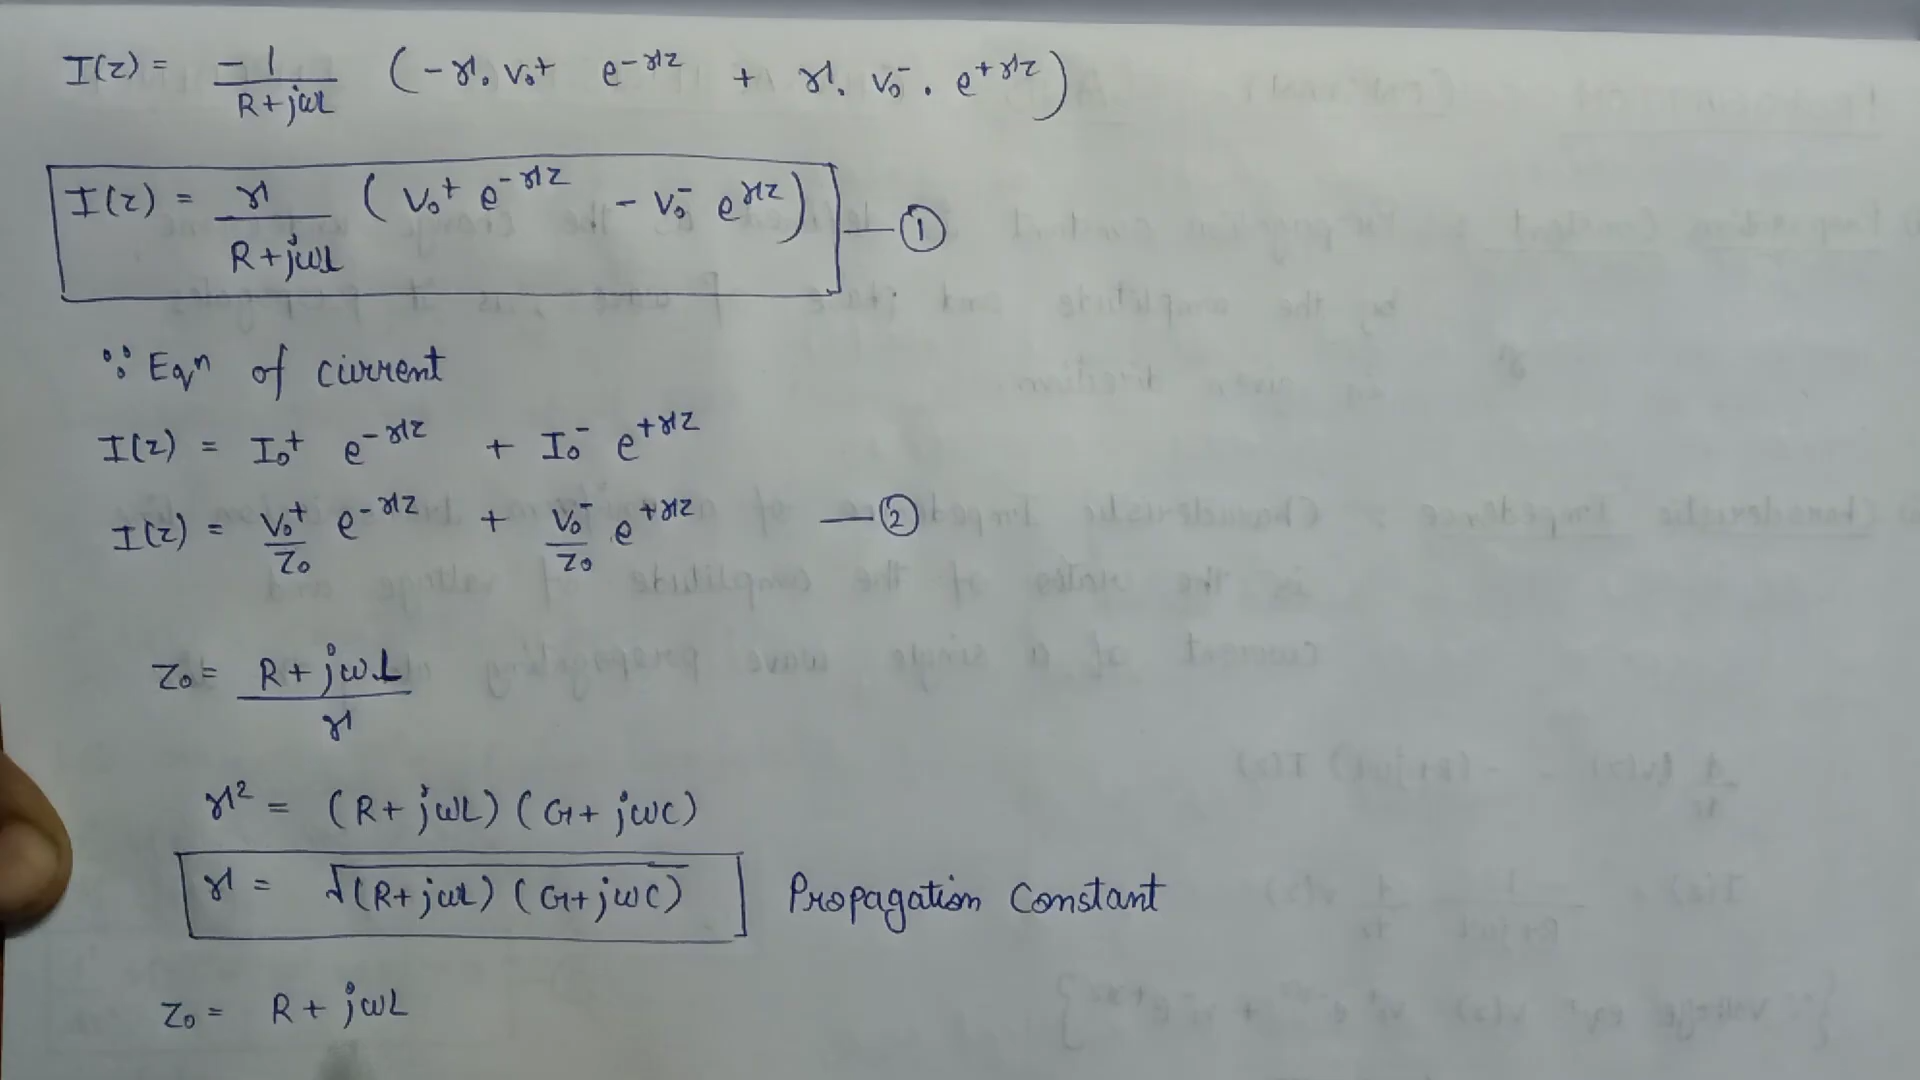 I(z) = -1/(R+jωL) (-γ. V₀⁺ e^-γz + γ. V₀⁻ . e^+γz)
I(z) = γ/(R+jωL) (V₀⁺ e^-γz - V₀⁻ e^γz) — ①
∵ Eqⁿ of current
I(z) = I₀⁺ e^-γz + I₀⁻ e^+γz
I(z) = V₀⁺/Z₀ e^-γz + V₀⁻/Z₀ e^+γz — ②
Z₀ = (R+jωL)/γ
γ² = (R+jωL) (G+jωC)
γ = √(R+jωL) (G+jωC) Propagation Constant
Z₀ = R + jωL